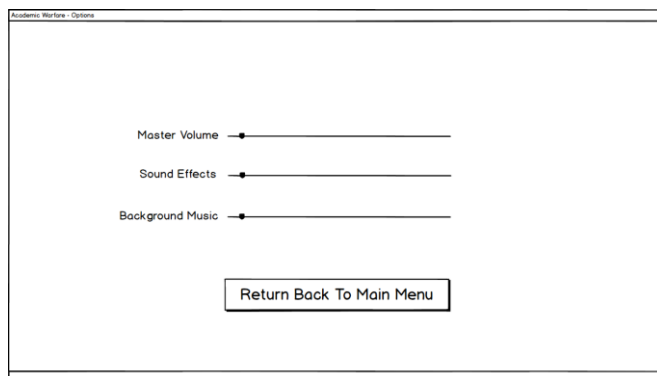 Academic Warfare - Options
Master Volume
Sound Effects
Background Music
Return Back To Main Menu